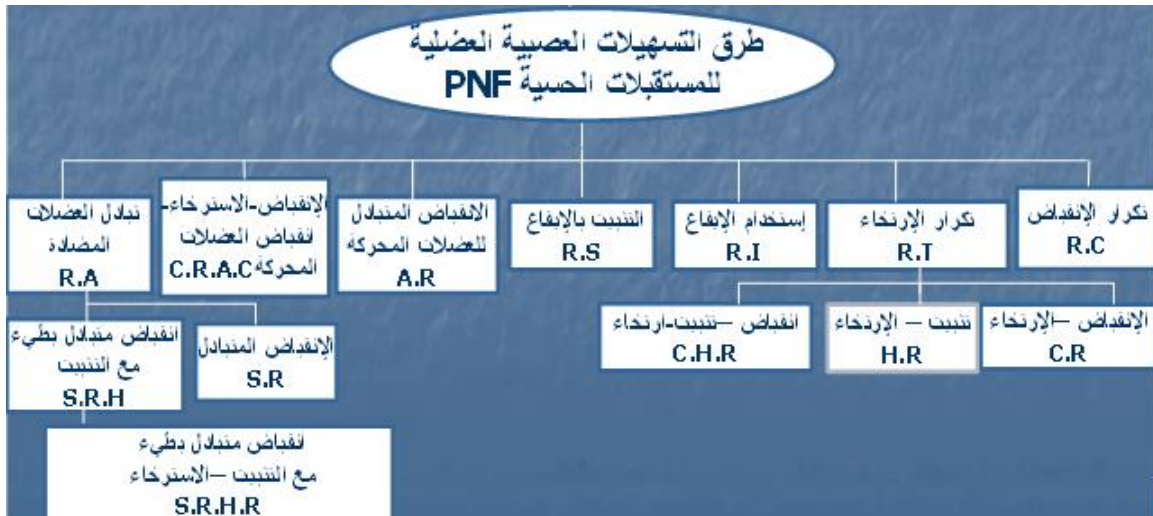 طرق التسهيلات العصبية العضلية
للمستقبلات الحسية PNF
تكرار الإنقباض
R.C
تكرار الإرتخاء
R.T
إستخدام الإيقاع
R.I
التثبيت بالإيقاع
R.S
الانقباض المتبادل
للعضلات المحركة
A.R
الإنقباض-الاسترخاء-
انقباض العضلات
المحركة C.R.A.C
تبادل العضلات
المضادة
R.A
الإنقباض –الإرتخاء
C.R
تثبيت – الإرتخاء
H.R
انقباض –تثبيت-ارتخاء
C.H.R
الإنقباض المتبادل
S.R
انقباض متبادل بطيء
مع التثبيت
S.R.H
انقباض متبادل بطيء
مع التثبيت –الاسترخاء
S.R.H.R